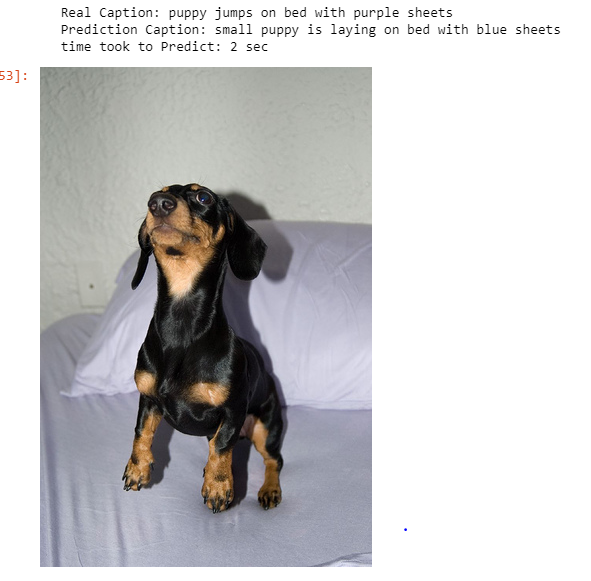 Real Caption: puppy jumps on bed with purple sheets
Prediction Caption: small puppy is laying on bed with blue sheets
time took to Predict: 2 sec
53]: